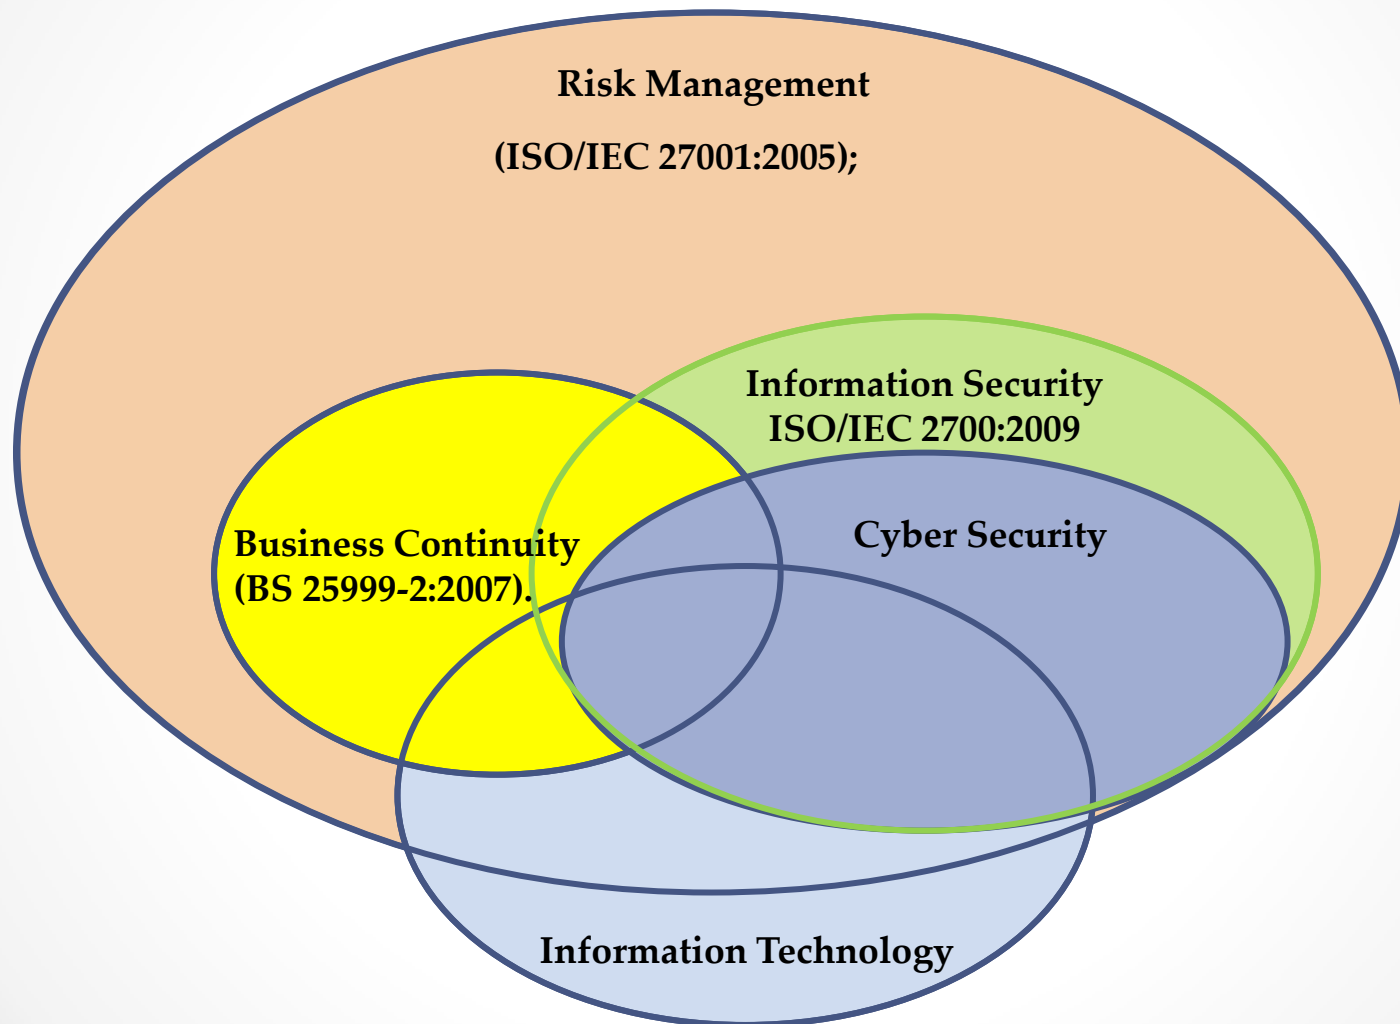 Risk Management
(ISO/IEC 27001:2005);
Information Security
ISO/IEC 2700:2009
Cyber Security
Business Continuity
(BS 25999-2:2007).
Information Technology